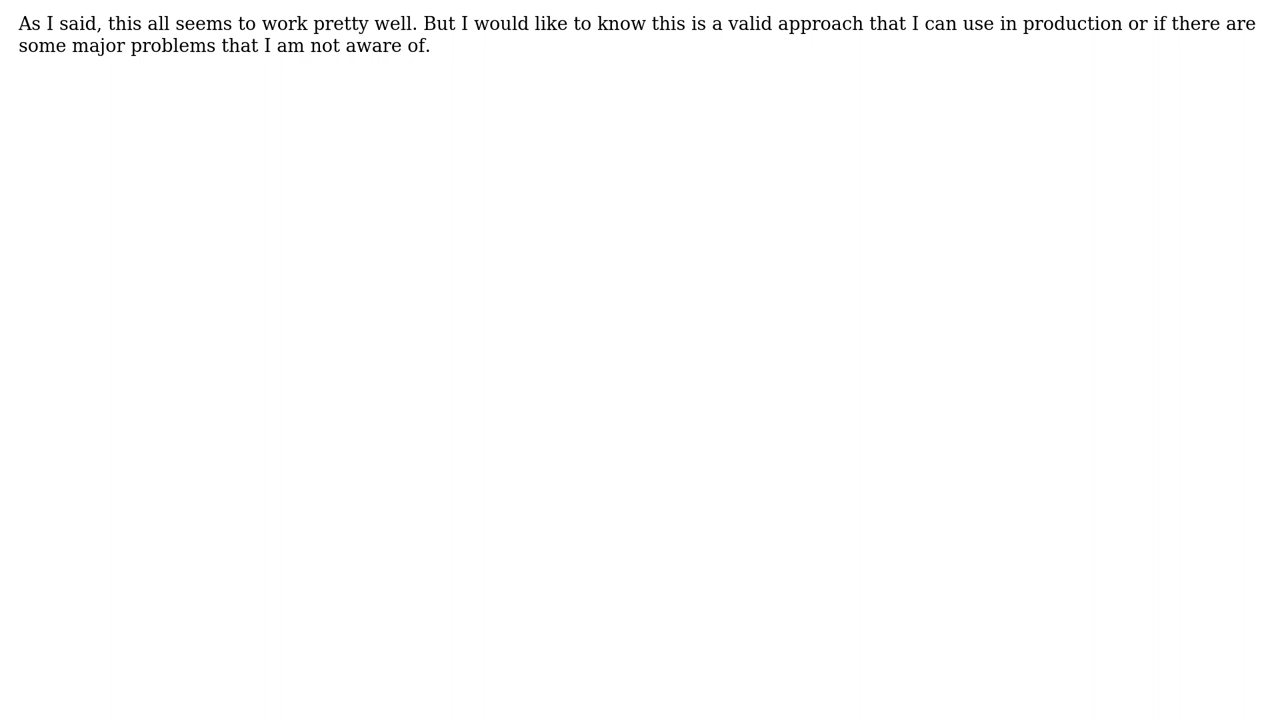 As I said, this all seems to work pretty well. But I would like to know this is a valid approach that I can use in production or if there are
some major problems that I am not aware of.